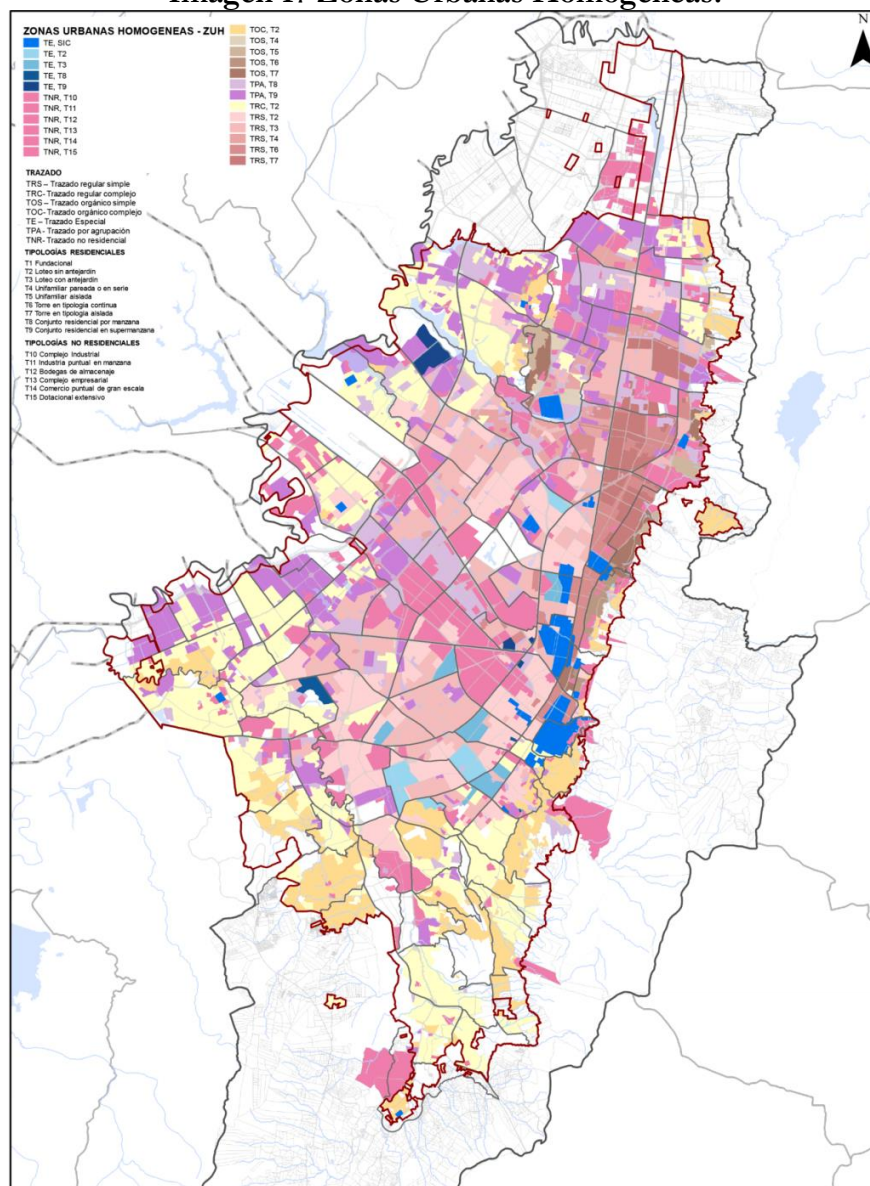 Imagen 1. Zonas Urbanas Homogéneas.
ZONAS URBANAS HOMOGENEAS - ZUH
TE, SIC
TE, T2
TE, T3
TE, T8
TE, T9
TNR, T10
TNR, T11
TNR, T12
TNR, T13
TNR, T14
TNR, T15
TOC, T2
TOS, T4
TOS, T5
TOS, T6
TOS, T7
TPA, T8
TPA, T9
TRC, T2
TRS, T2
TRS, T3
TRS, T4
TRS, T6
TRS, T7
N
TRAZADO
TRS – Trazado regular simple
TRC- Trazado regular complejo
TOS – Trazado orgánico simple
TOC- Trazado orgánico complejo
TE – Trazado Especial
TPA - Trazado por agrupación
TNR- Trazado no residencial
TIPOLOGÍAS RESIDENCIALES
T1 Fundacional
T2 Loteo sin antejardín
T3 Loteo con antejardín
T4 Unifamiliar pareada o en serie
T5 Unifamiliar aislada
T6 Torre en tipología continua
T7 Torre en tipología aislada
T8 Conjunto residencial por manzana
T9 Conjunto residencial en supermanzana
TIPOLOGÍAS NO RESIDENCIALES
T10 Complejo Industrial
T11 Industria puntual en manzana
T12 Bodegas de almacenaje
T13 Complejo empresarial
T14 Comercio puntual de gran escala
T15 Dotacional extensivo